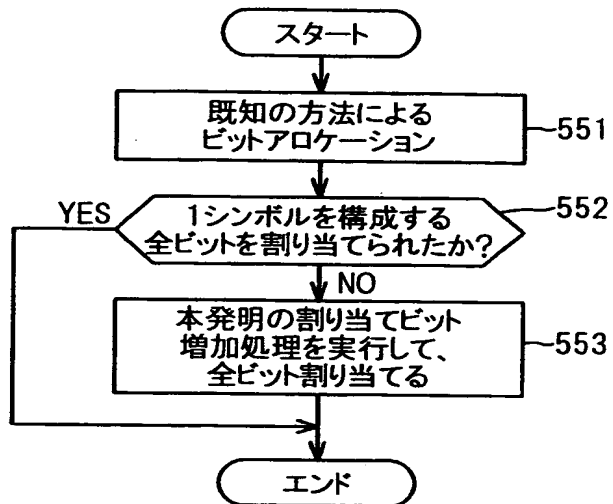 スタート
既知の方法による
ビットアロケーション
551
552
YES
1シンボルを構成する
全ビットを割り当てられたか?
NO
本発明の割り当てビット
増加処理を実行して、
全ビット割り当てる
553
エンド